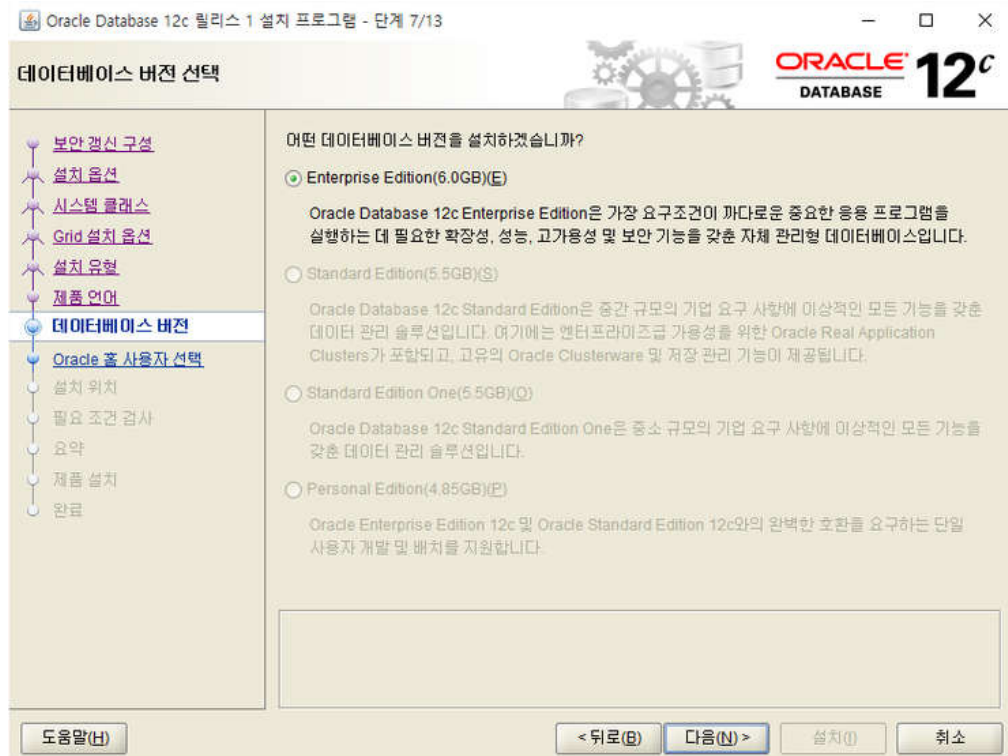 Oracle Database 12c 릴리스 1 설치 프로그램 - 단계 7/13
데이터베이스 버전 선택
ORACLE
DATABASE
12c
보안 갱신 구성
설치 옵션
시스템 클래스
Grid 설치 옵션
설치 유형
제품 언어
데이터베이스 버전
Oracle 홈 사용자 선택
설치 위치
필요 조건 검사
요약
제품 설치
완료
어떤 데이터베이스 버전을 설치하겠습니까?
Enterprise Edition(6.0GB)(E)
Oracle Database 12c Enterprise Edition은 가장 요구조건이 까다로운 중요한 응용 프로그램을
실행하는 데 필요한 확장성, 성능, 고가용성 및 보안 기능을 갖춘 자체 관리형 데이터베이스입니다.
Standard Edition(5.5GB)(S)
Oracle Database 12c Standard Edition은 중간 규모의 기업 요구 사항에 이상적인 모든 기능을 갖춘
데이터 관리 솔루션입니다. 여기에는 엔터프라이즈급 가용성을 위한 Oracle Real Application
Clusters가 포함되고, 고유의 Oracle Clusterware 및 저장 관리 기능이 제공됩니다.
Standard Edition One(5.5GB)(O)
Oracle Database 12c Standard Edition One은 중소 규모의 기업 요구 사항에 이상적인 모든 기능을
갖춘 데이터 관리 솔루션입니다.
Personal Edition(4.85GB)(P)
Oracle Enterprise Edition 12c 및 Oracle Standard Edition 12c와의 완벽한 호환을 요구하는 단일
사용자 개발 및 배치를 지원합니다.
도움말(H)
< 뒤로(B)
다음(N) >
설치(I)
취소